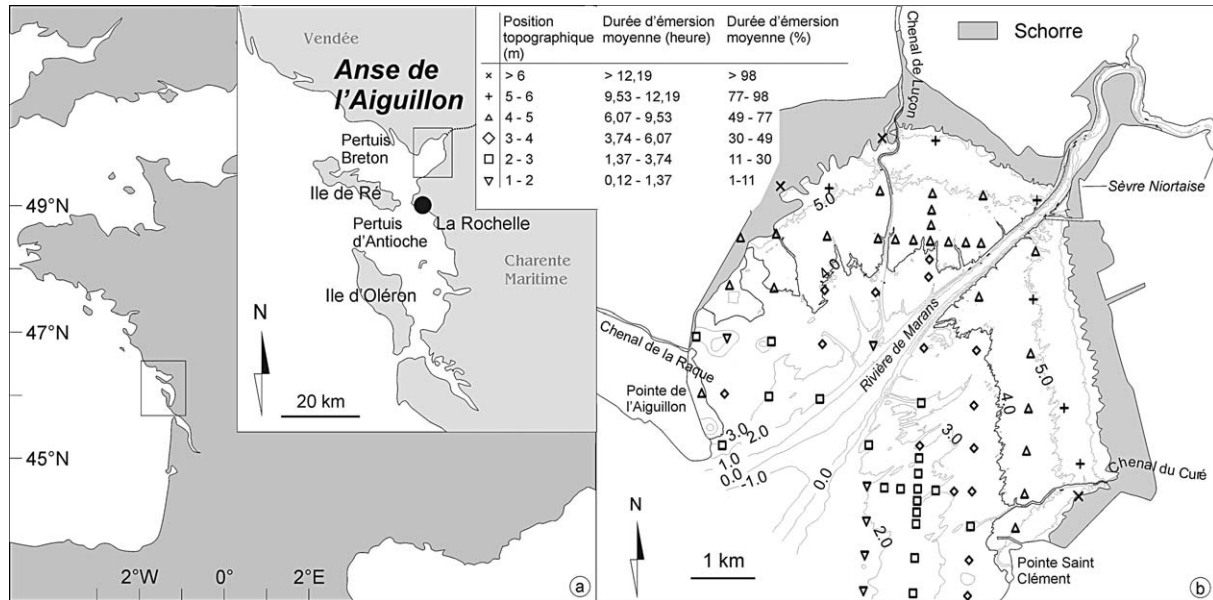 a
49°N
47°N
45°N
2°W
0°
2°E
Vendée
Anse de
l'Aiguillon
Pertuis
Breton
Ile de Ré
La Rochelle
Pertuis
d'Antioche
Charente
Maritime
Ile d'Oléron
N
20 km
Position
topographique
(m)
Durée d'émersion
moyenne (heure)
Durée d'émersion
moyenne (%)
> 6 > 12,19 > 98
5 - 6 9,53 - 12,19 77- 98
4 - 5 6,07 - 9,53 49 - 77
3 - 4 3,74 - 6,07 30 - 49
2 - 3 1,37 - 3,74 11 - 30
1 - 2 0,12 - 1,37 1-11
Schorre
Chenal de Luçon
Sèvre Niortaise
5.0
4.0
Rivière de Marans
Chenal de la Raque
Pointe de
l'Aiguillon
3.0
2.0
1.0
0.0
-1.0
0.0
5.0
4.0
3.0
2.0
Chenal du Curé
Pointe Saint
Clément
N
1 km
b